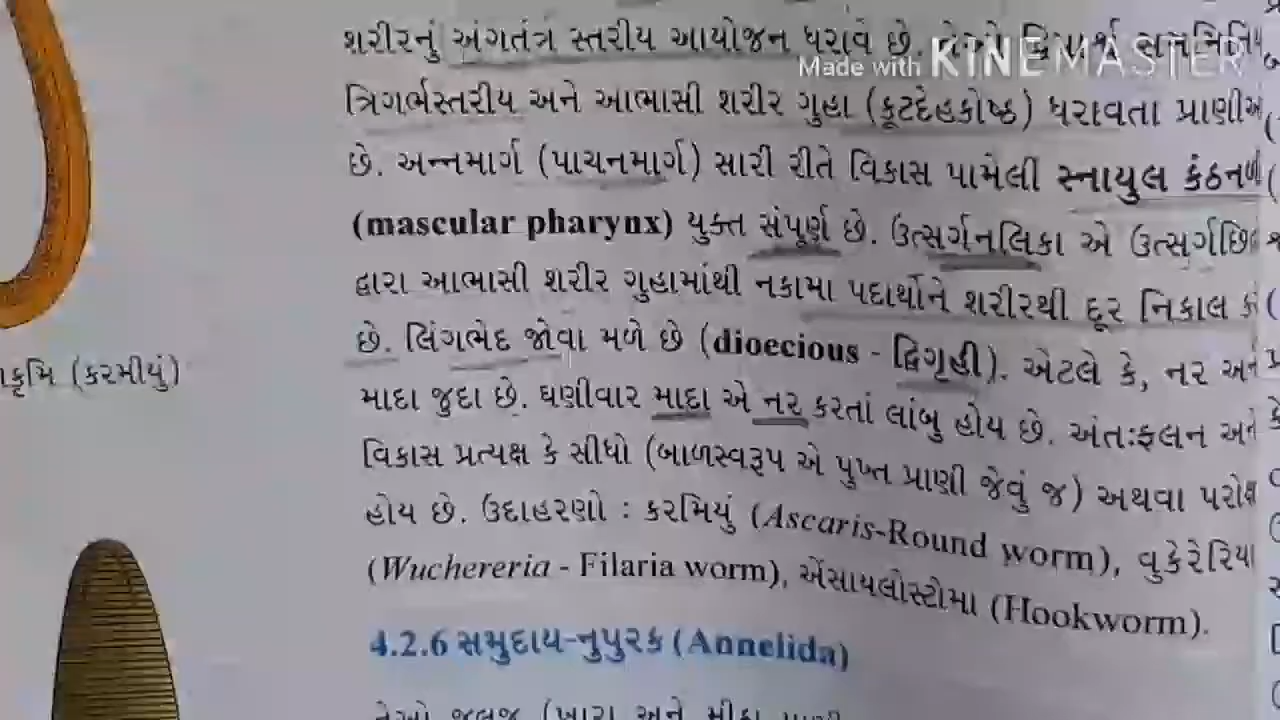 શરીરનું અંગતંત્ર સ્તરીય આયોજન ધરાવે છે. તેઓ
Made with KINEMASTER
ત્રિગર્ભસ્તરીય અને આભાસી શરીર ગુહા (કૂટદેહકોષ્ઠ) ધરાવતા પ્રાણીઓ
છે. અન્નમાર્ગ (પાચનમાર્ગ) સારી રીતે વિકાસ પામેલી સ્નાયુલ કંઠનળી
(mascular pharynx) યુક્ત સંપૂર્ણ છે. ઉત્સર્ગનલિકા એ ઉત્સર્ગછિદ્ર
દ્વારા આભાસી શરીર ગુહામાંથી નકામા પદાર્થોને શરીરથી દૂર નિકાલ કરે
છે. લિંગભેદ જોવા મળે છે (dioecious - દ્વિગૃહી). એટલે કે, નર અને
કૃમિ (કરમીયું)
માદા જુદા છે. ઘણીવાર માદા એ નર કરતાં લાંબુ હોય છે. અંતઃફલન અને
વિકાસ પ્રત્યક્ષ કે સીધો (બાળસ્વરૂપ એ પુખ્ત પ્રાણી જેવું જ) અથવા પરોક્ષ
હોય છે. ઉદાહરણો : કરમિયું (Ascaris-Round worm), વુકેરેરિયા
(Wuchereria - Filaria worm), ઍંસાયલોસ્ટોમા (Hookworm).
4.2.6 સમુદાય-નુપુરક (Annelida)
તેઓ જલજ (ખારા અને મીઠા પાણી